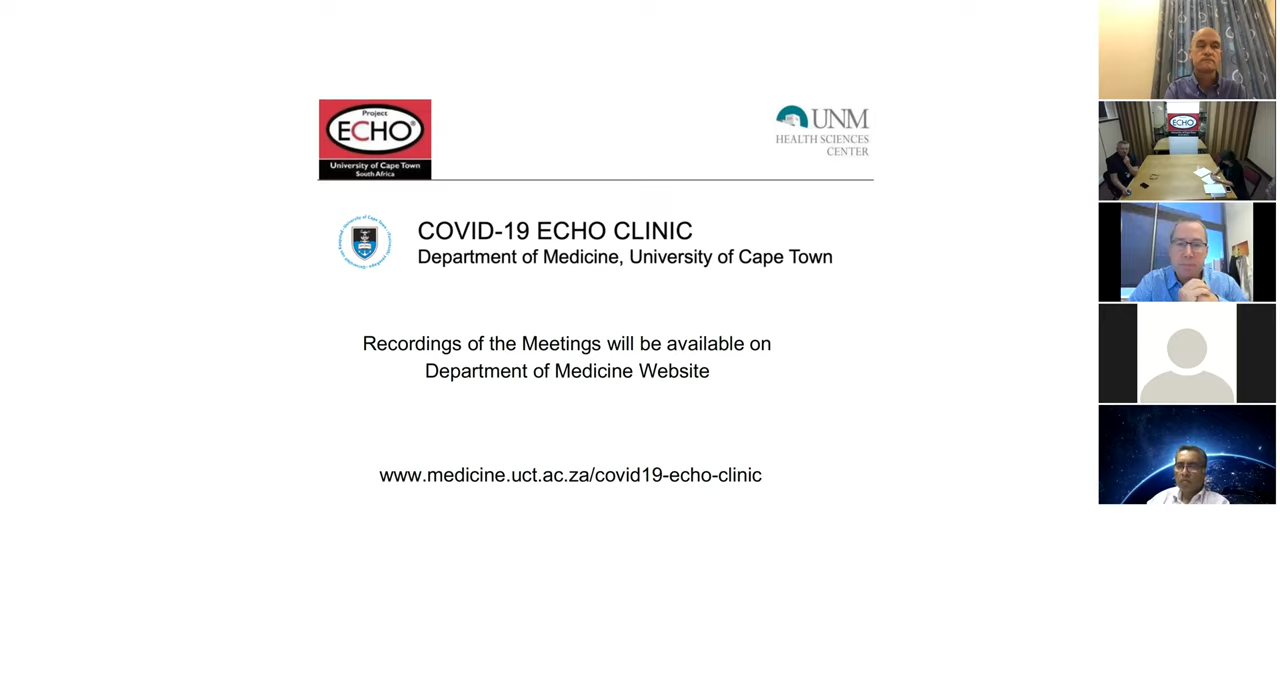 Project
ECHO®
University of Cape Town
South Africa
UNM
HEALTH SCIENCES
CENTER
COVID-19 ECHO CLINIC
Department of Medicine, University of Cape Town
Recordings of the Meetings will be available on
Department of Medicine Website
www.medicine.uct.ac.za/covid19-echo-clinic
ECHO